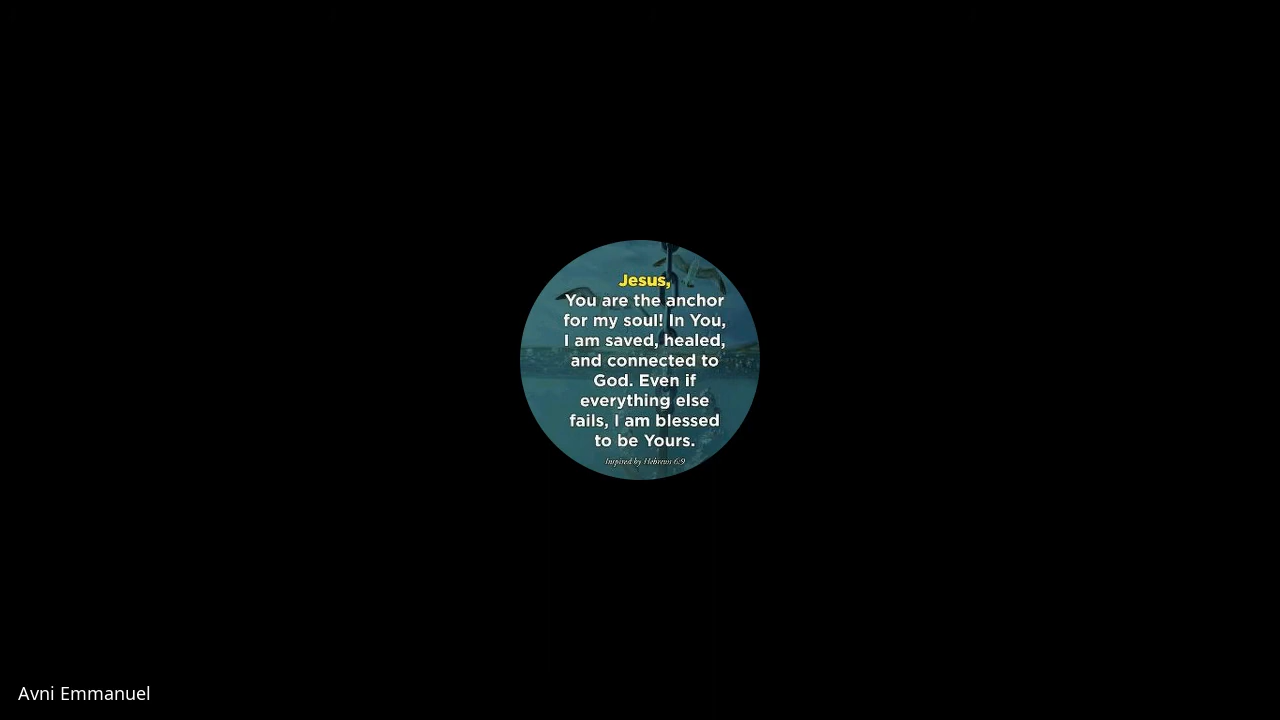 Jesus,
You are the anchor
for my soul! In You,
I am saved, healed,
and connected to
God. Even if
everything else
fails, I am blessed
to be Yours.
Inspired by Hebrews 6:9
Avni Emmanuel